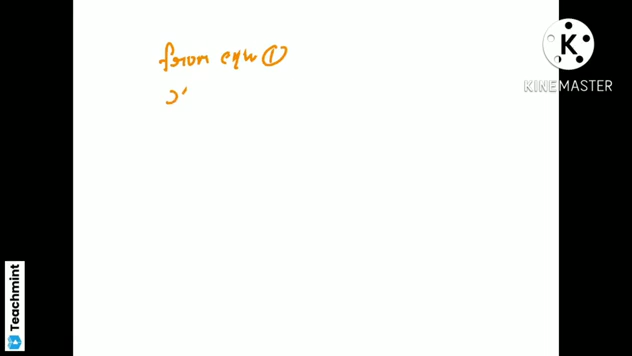 from eqn ①
K
KINEMASTER
Teachmint